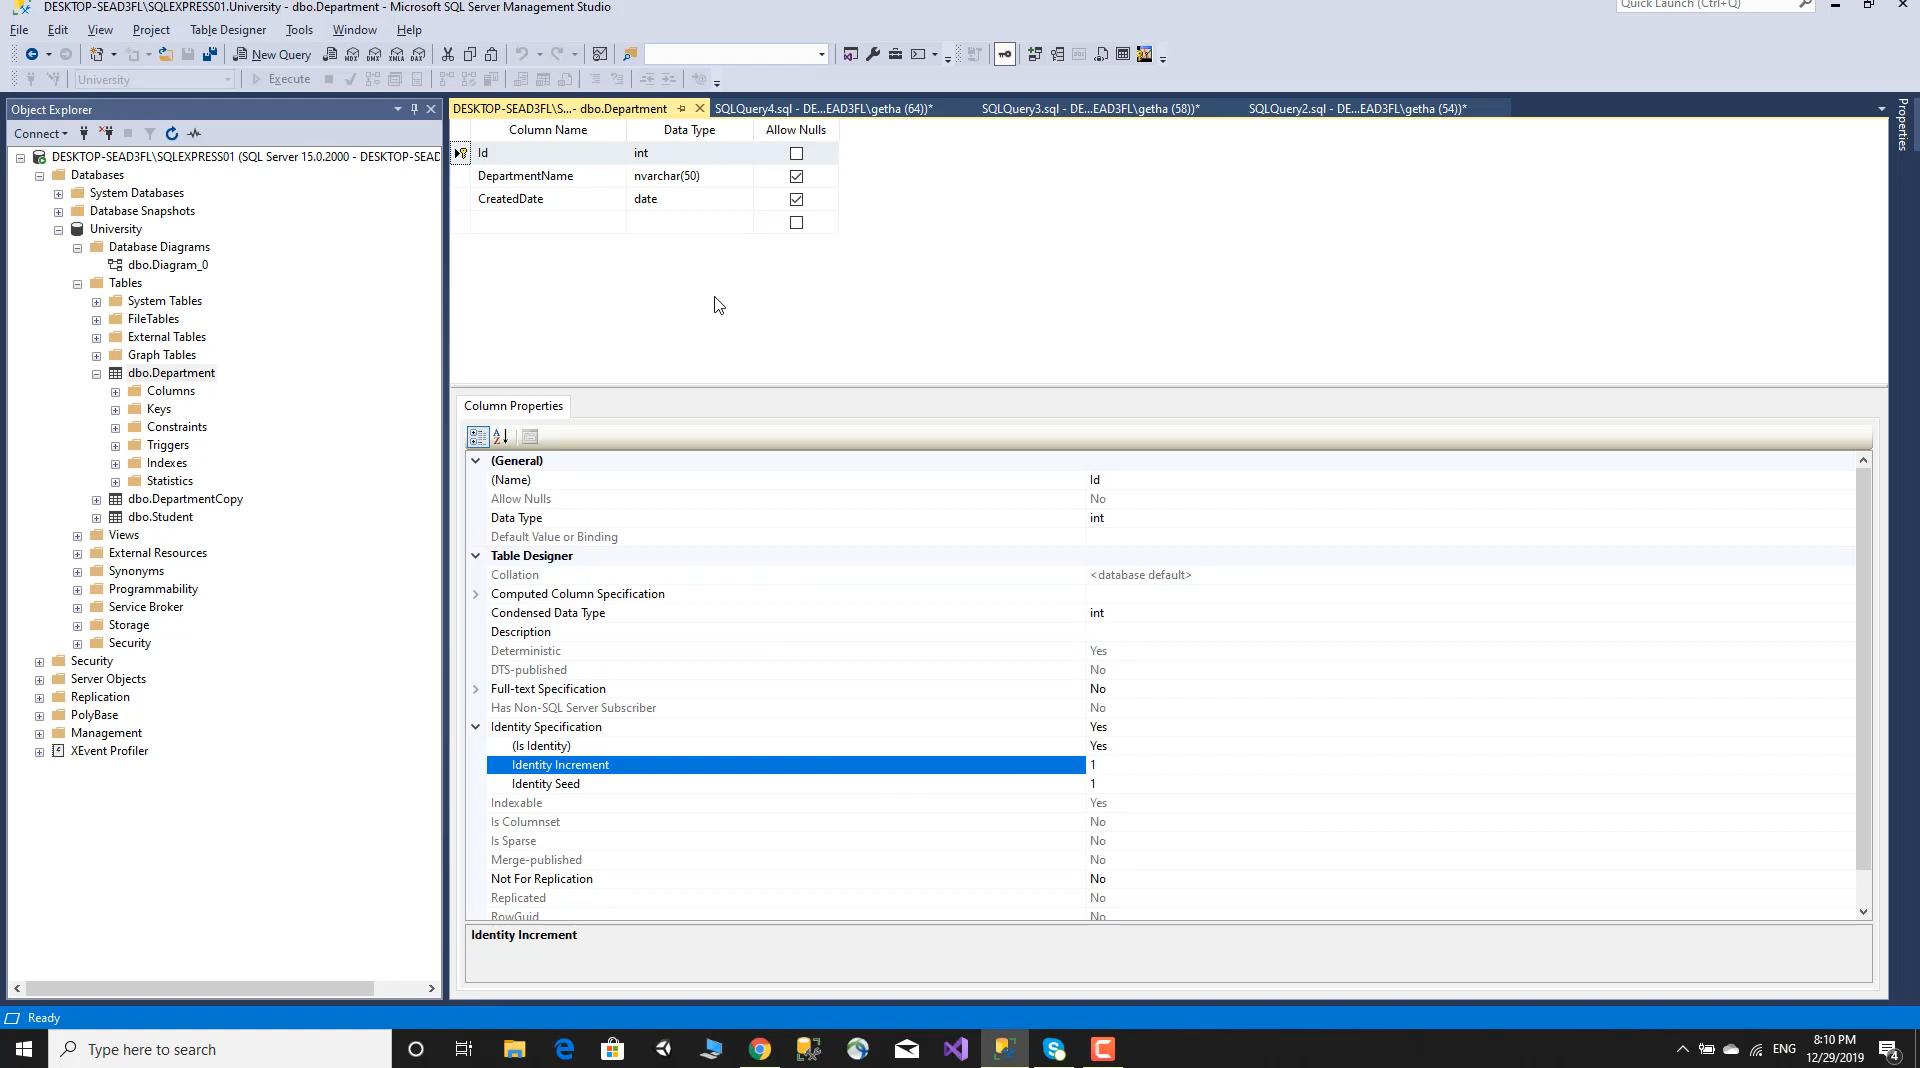 DESKTOP-SEAD3FL\SQLEXPRESS01.University - dbo.Department - Microsoft SQL Server Management Studio
Quick Launch (Ctrl+Q)
File Edit View Project Table Designer Tools Window Help
New Query
University
Execute
Object Explorer
Connect
DESKTOP-SEAD3FL\SQLEXPRESS01 (SQL Server 15.0.2000 - DESKTOP-SEAD
Databases
System Databases
Database Snapshots
University
Database Diagrams
dbo.Diagram_0
Tables
System Tables
FileTables
External Tables
Graph Tables
dbo.Department
Columns
Keys
Constraints
Triggers
Indexes
Statistics
dbo.DepartmentCopy
dbo.Student
Views
External Resources
Synonyms
Programmability
Service Broker
Storage
Security
Security
Server Objects
Replication
PolyBase
Management
XEvent Profiler
DESKTOP-SEAD3FL\S...- dbo.Department
SQLQuery4.sql - DE...EAD3FL\getha (64))*
SQLQuery3.sql - DE...EAD3FL\getha (58))*
SQLQuery2.sql - DE...EAD3FL\getha (54))*
Properties
Column Name Data Type Allow Nulls
Id int
DepartmentName nvarchar(50)
CreatedDate date
Column Properties
(General)
(Name) Id
Allow Nulls No
Data Type int
Default Value or Binding
Table Designer
Collation <database default>
Computed Column Specification
Condensed Data Type int
Description
Deterministic Yes
DTS-published No
Full-text Specification No
Has Non-SQL Server Subscriber No
Identity Specification Yes
(Is Identity) Yes
Identity Increment 1
Identity Seed 1
Indexable Yes
Is Columnset No
Is Sparse No
Merge-published No
Not For Replication No
Replicated No
RowGuid No
Identity Increment
Ready
Type here to search
ENG
8:10 PM
12/29/2019
4